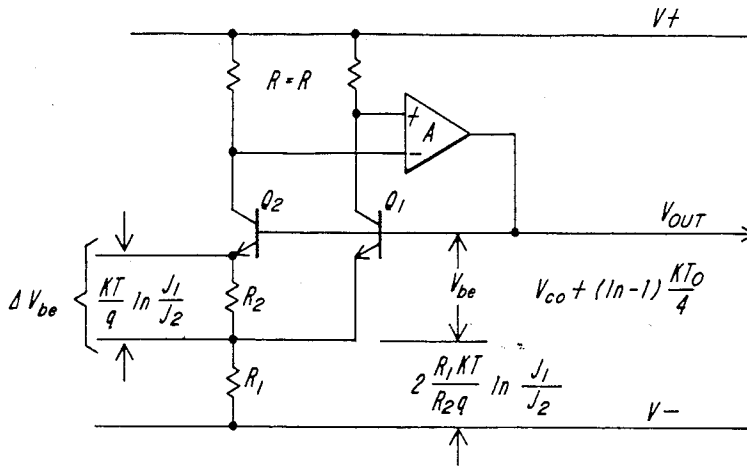 V+
R = R
+
A
-
Q2
Q1
VOUT
ΔVbe
KT/q ln J1/J2
R2
Vbe
Vco + (ln-1) KTO/4
R1
2 R1KT/R2q ln J1/J2
V-